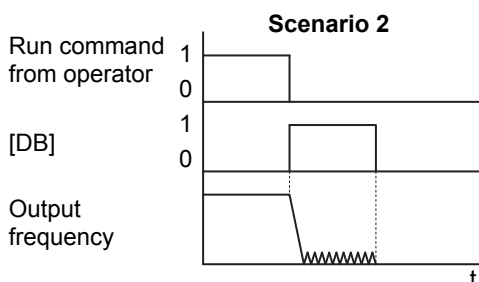 Scenario 2
Run command
from operator
1
0
[DB]
1
0
Output
frequency
t